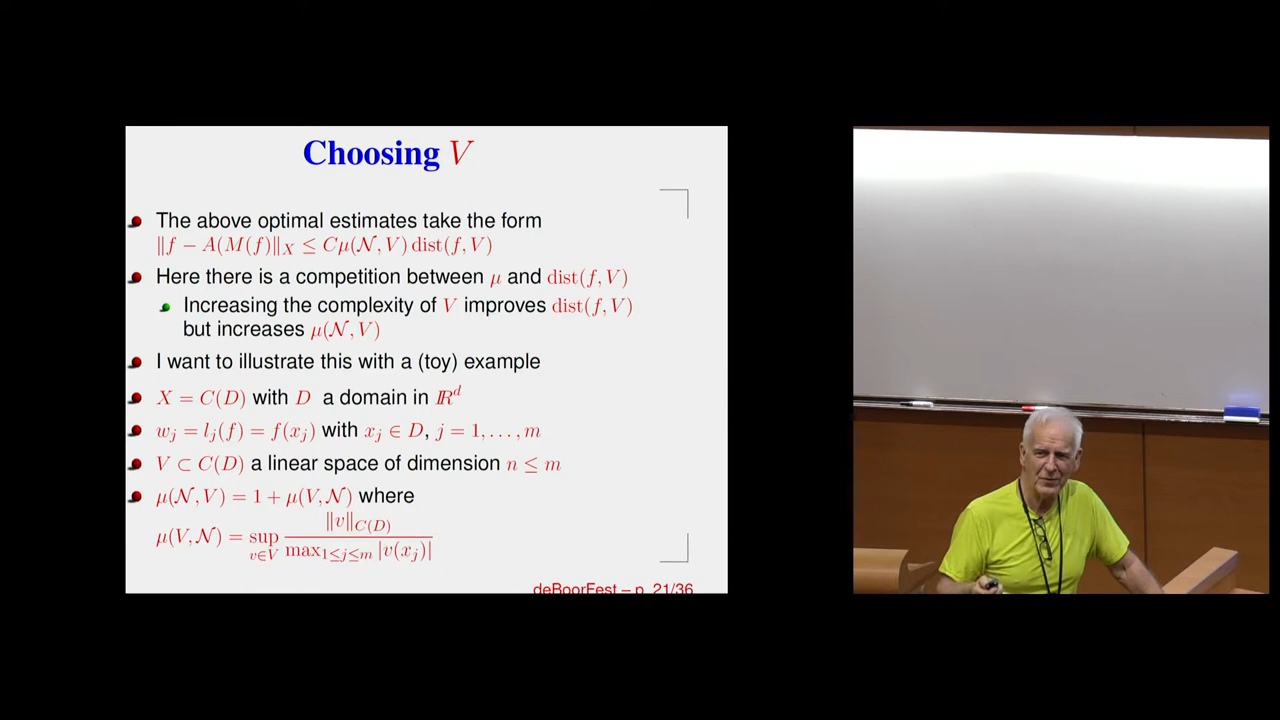 Choosing V
The above optimal estimates take the form
‖f − A(M(f)‖_X ≤ Cμ(𝒩, V) dist(f, V)
Here there is a competition between μ and dist(f, V)
Increasing the complexity of V improves dist(f, V)
but increases μ(𝒩, V)
I want to illustrate this with a (toy) example
X = C(D) with D a domain in ℝ^d
w_j = l_j(f) = f(x_j) with x_j ∈ D, j = 1, . . . , m
V ⊂ C(D) a linear space of dimension n ≤ m
μ(𝒩, V) = 1 + μ(V, 𝒩) where
μ(V, 𝒩) = sup_{v∈V} ‖v‖_{C(D)} / max_{1≤j≤m} |v(x_j)|
deBoorFest – p. 21/36